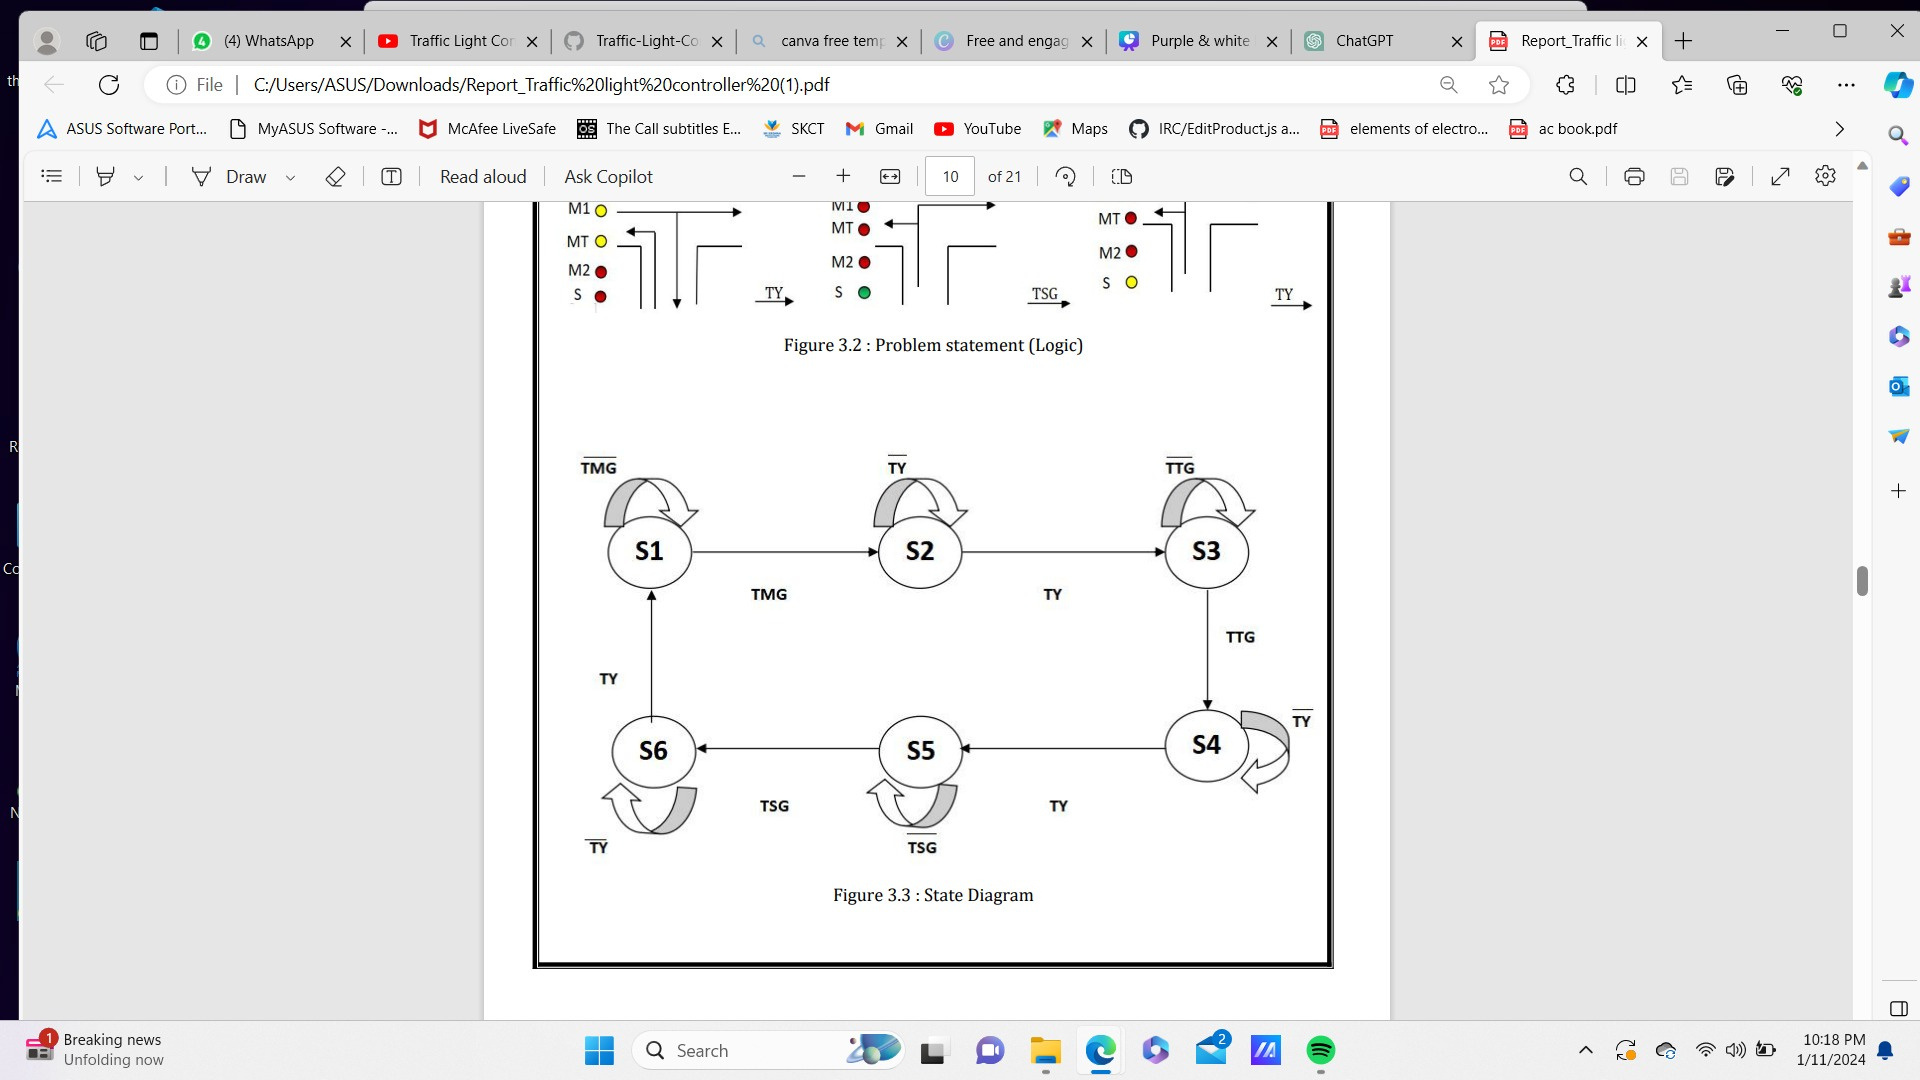 (4) WhatsApp
Traffic Light Cor
Traffic-Light-Co
canva free temp
Free and engag
Purple & white
ChatGPT
Report_Traffic li
File
C:/Users/ASUS/Downloads/Report_Traffic%20light%20controller%20(1).pdf
ASUS Software Port...
MyASUS Software -...
McAfee LiveSafe
The Call subtitles E...
SKCT
Gmail
YouTube
Maps
IRC/EditProduct.js a...
elements of electro...
ac book.pdf
Draw
Read aloud
Ask Copilot
10 of 21
M1
MT
M2
S
TY
M1
MT
M2
S
TSG
MT
M2
S
TY
Figure 3.2 : Problem statement (Logic)
TMG
TY
TTG
S1
S2
S3
TMG
TY
TTG
TY
TY
S6
S5
S4
TSG
TY
TY
TSG
Figure 3.3 : State Diagram
1
Breaking news
Unfolding now
Search
2
10:18 PM
1/11/2024